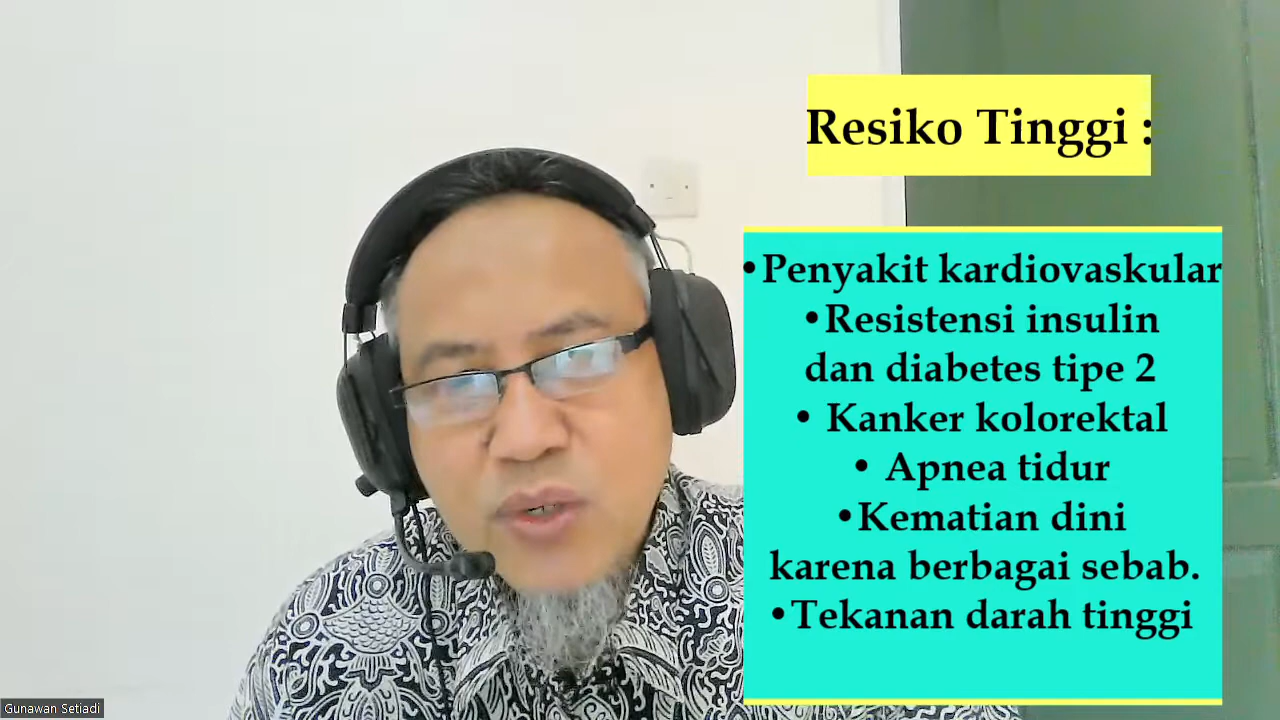 Resiko Tinggi :
•Penyakit kardiovaskular
•Resistensi insulin
dan diabetes tipe 2
• Kanker kolorektal
• Apnea tidur
•Kematian dini
karena berbagai sebab.
•Tekanan darah tinggi
Gunawan Setiadi